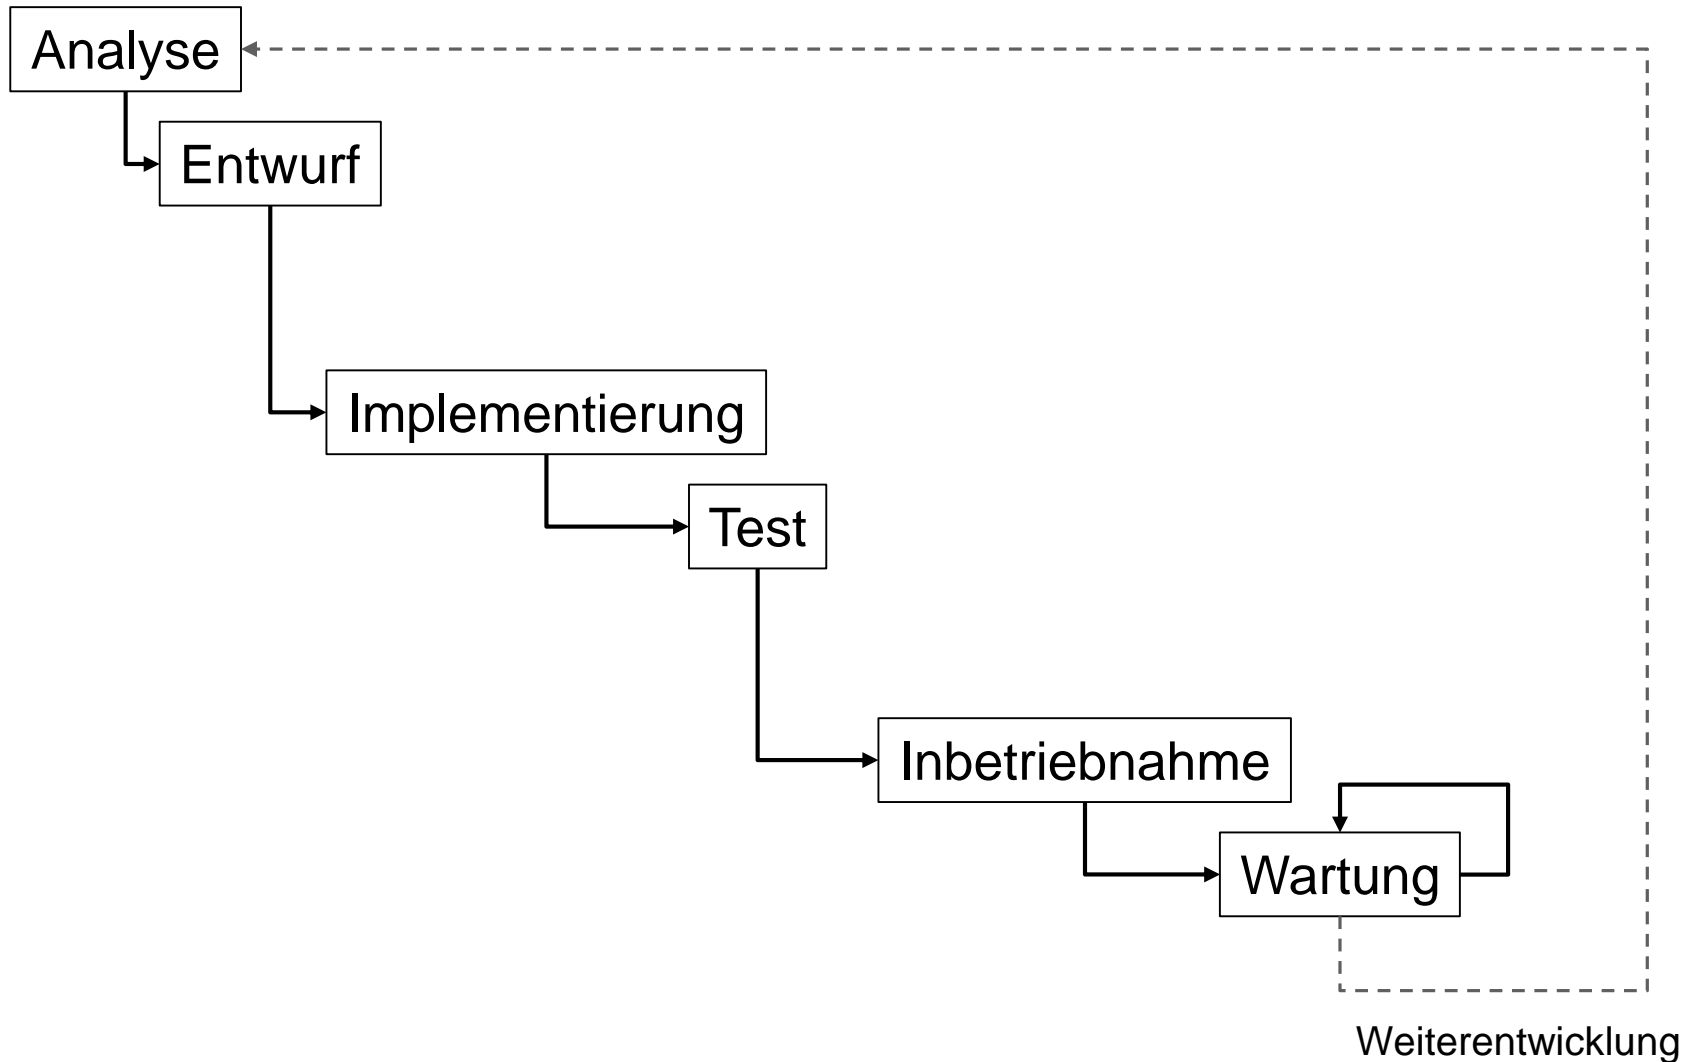 Analyse
Entwurf
Implementierung
Test
Inbetriebnahme
Wartung
Weiterentwicklung